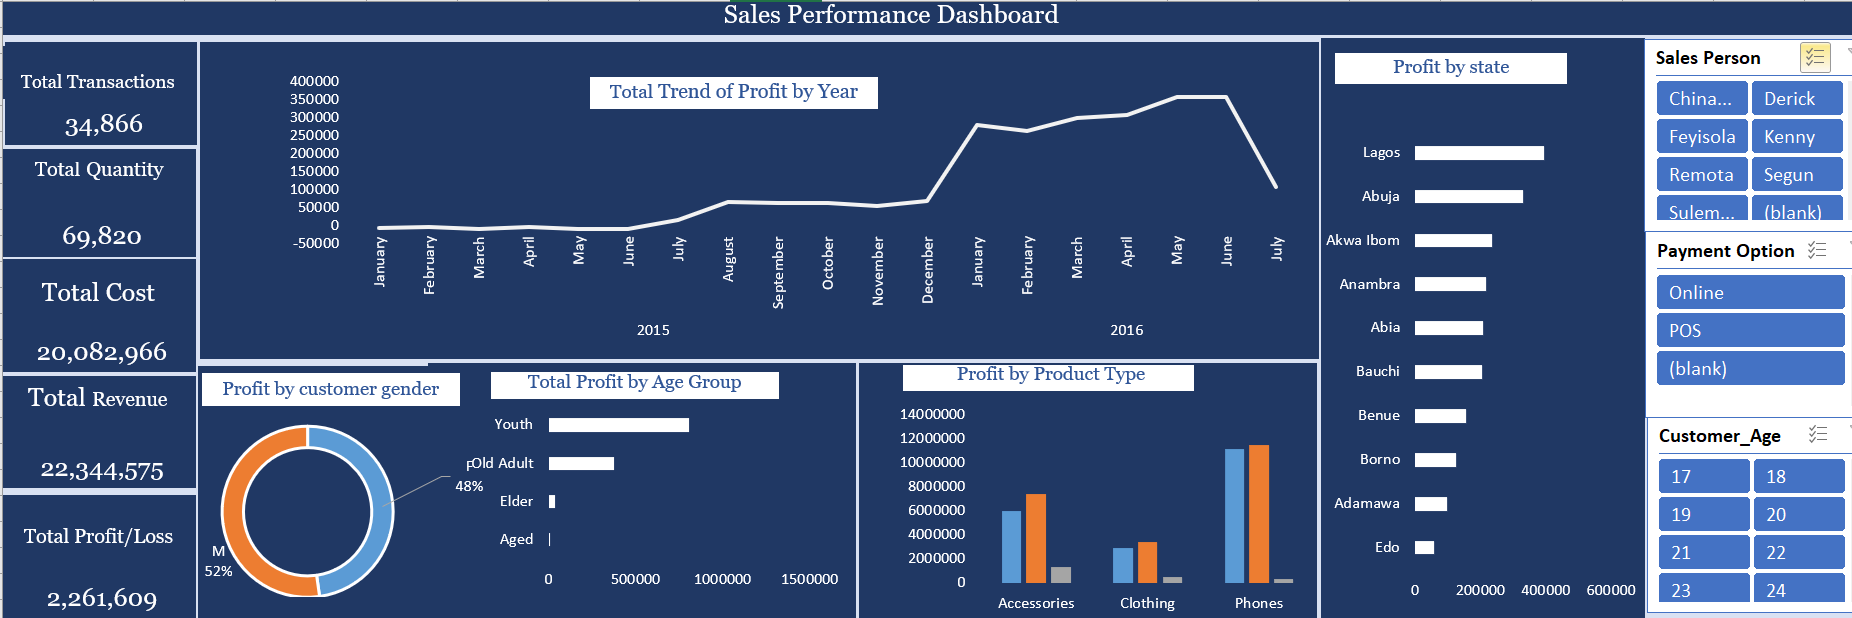 Sales Performance Dashboard
Total Transactions
34,866
Total Quantity
69,820
Total Cost
20,082,966
Total Revenue
22,344,575
Total Profit/Loss
2,261,609
Total Trend of Profit by Year
400000
350000
300000
250000
200000
150000
100000
50000
0
-50000
January February March April May June July August September October November December January February March April May June July
2015 2016
Profit by customer gender
48%
M
52%
Total Profit by Age Group
Youth
Old Adult
Elder
Aged
0 500000 1000000 1500000
Profit by Product Type
14000000
12000000
10000000
8000000
6000000
4000000
2000000
0
Accessories Clothing Phones
Profit by state
Lagos
Abuja
Akwa Ibom
Anambra
Abia
Bauchi
Benue
Borno
Adamawa
Edo
0 200000 400000 600000
Sales Person
China... Derick
Feyisola Kenny
Remota Segun
Sulem... (blank)
Payment Option
Online
POS
(blank)
Customer_Age
17 18
19 20
21 22
23 24